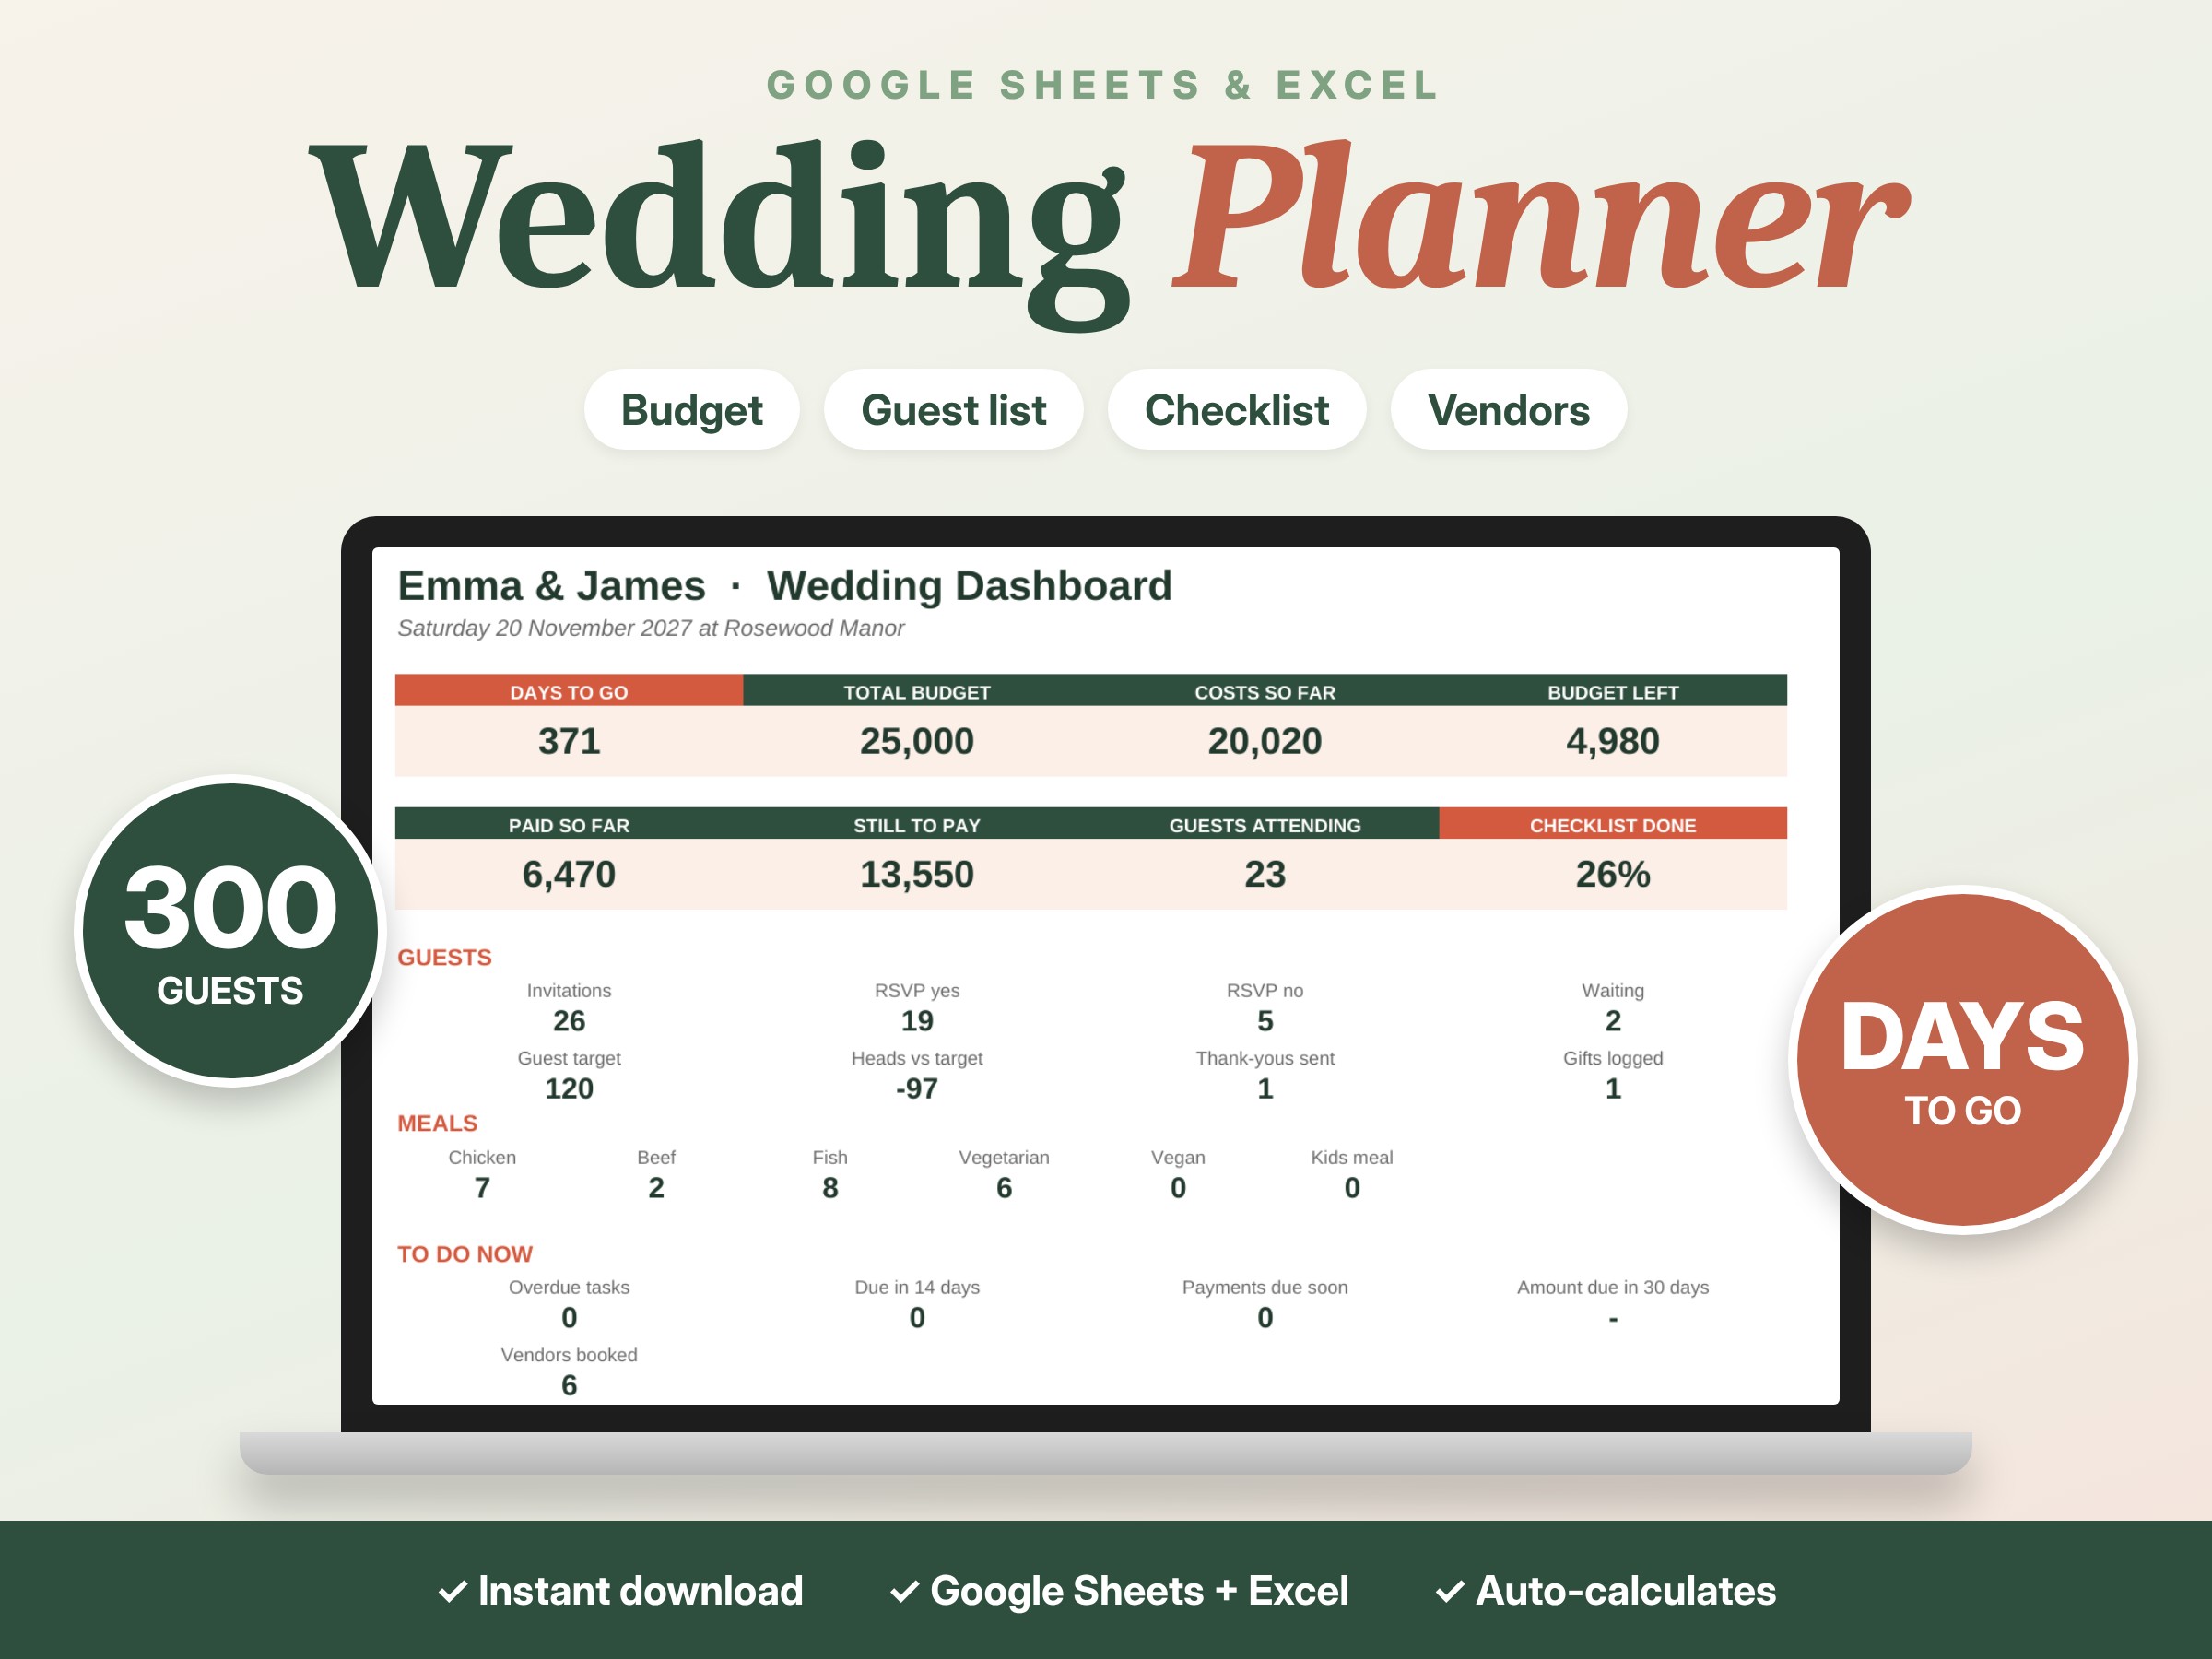 GOOGLE SHEETS & EXCEL
Wedding Planner
Budget Guest list Checklist Vendors
Emma & James · Wedding Dashboard
Saturday 20 November 2027 at Rosewood Manor
DAYS TO GO TOTAL BUDGET COSTS SO FAR BUDGET LEFT
371 25,000 20,020 4,980
PAID SO FAR STILL TO PAY GUESTS ATTENDING CHECKLIST DONE
6,470 13,550 23 26%
300
GUESTS
GUESTS
Invitations RSVP yes RSVP no Waiting
26 19 5 2
Guest target Heads vs target Thank-yous sent Gifts logged
120 -97 1 1
MEALS
Chicken Beef Fish Vegetarian Vegan Kids meal
7 2 8 6 0 0
TO DO NOW
Overdue tasks Due in 14 days Payments due soon Amount due in 30 days
0 0 0 -
Vendors booked
6
DAYS
TO GO
✓ Instant download ✓ Google Sheets + Excel ✓ Auto-calculates